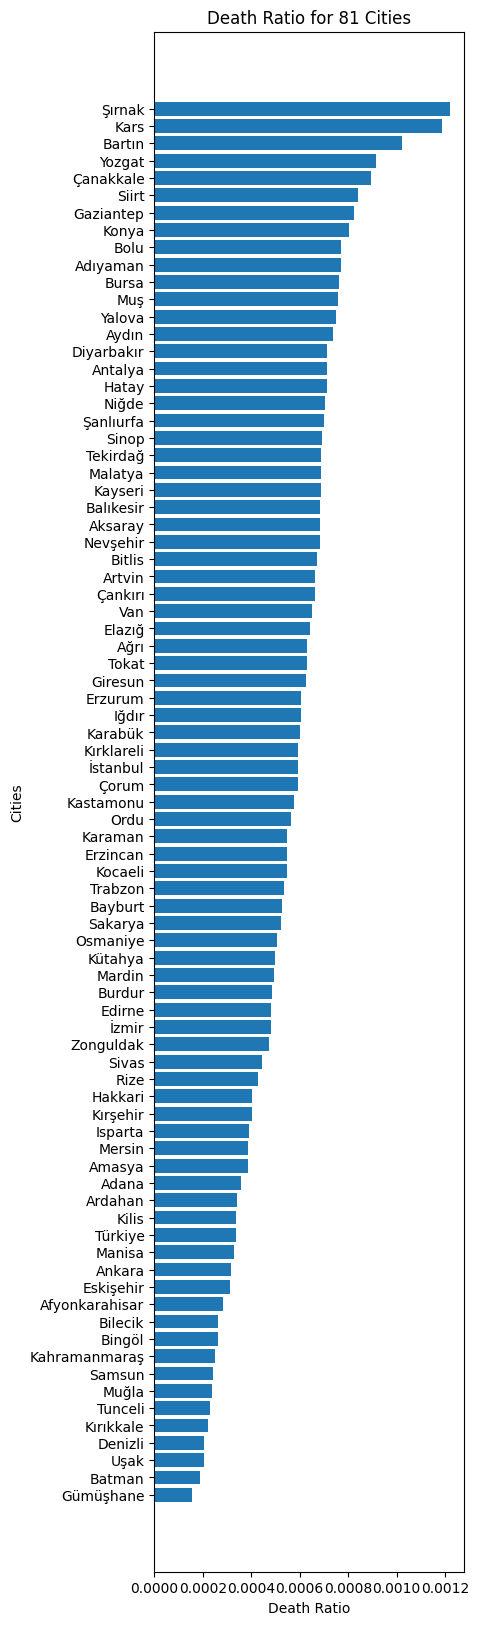 Death Ratio for 81 Cities
Şırnak
Kars
Bartın
Yozgat
Çanakkale
Siirt
Gaziantep
Konya
Bolu
Adıyaman
Bursa
Muş
Yalova
Aydın
Diyarbakır
Antalya
Hatay
Niğde
Şanlıurfa
Sinop
Tekirdağ
Malatya
Kayseri
Balıkesir
Aksaray
Nevşehir
Bitlis
Artvin
Çankırı
Van
Elazığ
Ağrı
Tokat
Giresun
Erzurum
Iğdır
Karabük
Kırklareli
İstanbul
Çorum
Kastamonu
Ordu
Karaman
Erzincan
Kocaeli
Trabzon
Bayburt
Sakarya
Osmaniye
Kütahya
Mardin
Burdur
Edirne
İzmir
Zonguldak
Sivas
Rize
Hakkari
Kırşehir
Isparta
Mersin
Amasya
Adana
Ardahan
Kilis
Türkiye
Manisa
Ankara
Eskişehir
Afyonkarahisar
Bilecik
Bingöl
Kahramanmaraş
Samsun
Muğla
Tunceli
Kırıkkale
Denizli
Uşak
Batman
Gümüşhane
Cities
0.0000 0.0002 0.0004 0.0006 0.0008 0.0010 0.0012
Death Ratio